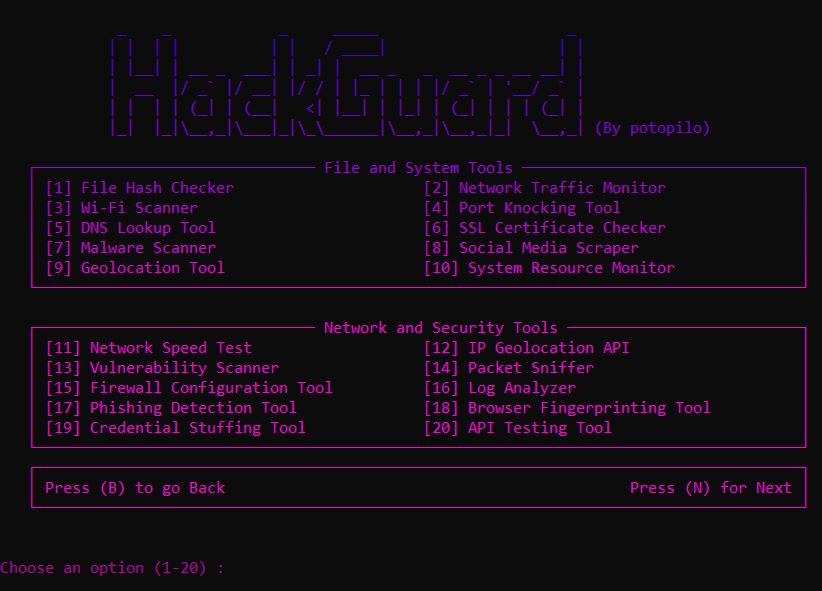 HackGuard (By potopilo)
File and System Tools
[1] File Hash Checker [2] Network Traffic Monitor
[3] Wi-Fi Scanner [4] Port Knocking Tool
[5] DNS Lookup Tool [6] SSL Certificate Checker
[7] Malware Scanner [8] Social Media Scraper
[9] Geolocation Tool [10] System Resource Monitor
Network and Security Tools
[11] Network Speed Test [12] IP Geolocation API
[13] Vulnerability Scanner [14] Packet Sniffer
[15] Firewall Configuration Tool [16] Log Analyzer
[17] Phishing Detection Tool [18] Browser Fingerprinting Tool
[19] Credential Stuffing Tool [20] API Testing Tool
Press (B) to go Back Press (N) for Next
Choose an option (1-20) :